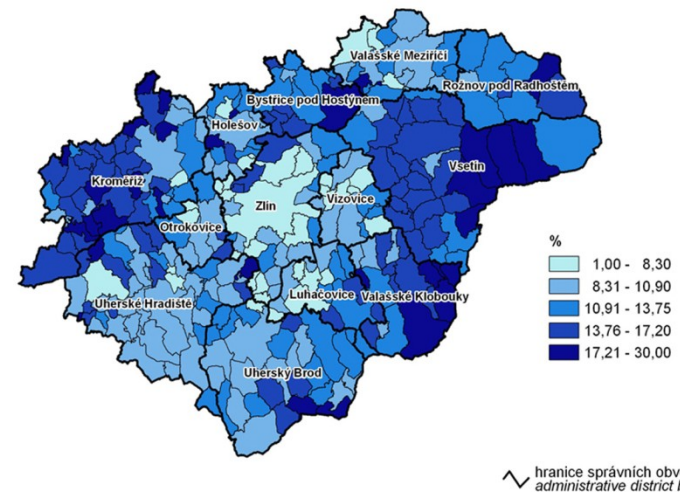 Valašské Meziříčí
Rožnov pod Radhoštěm
Bystřice pod Hostýnem
Holešov
Vsetín
Kroměříž
Zlín
Vizovice
Otrokovice
Luhačovice
Valašské Klobouky
Uherské Hradiště
Uherský Brod
%
1,00 - 8,30
8,31 - 10,90
10,91 - 13,75
13,76 - 17,20
17,21 - 30,00
hranice správních obv
administrative district